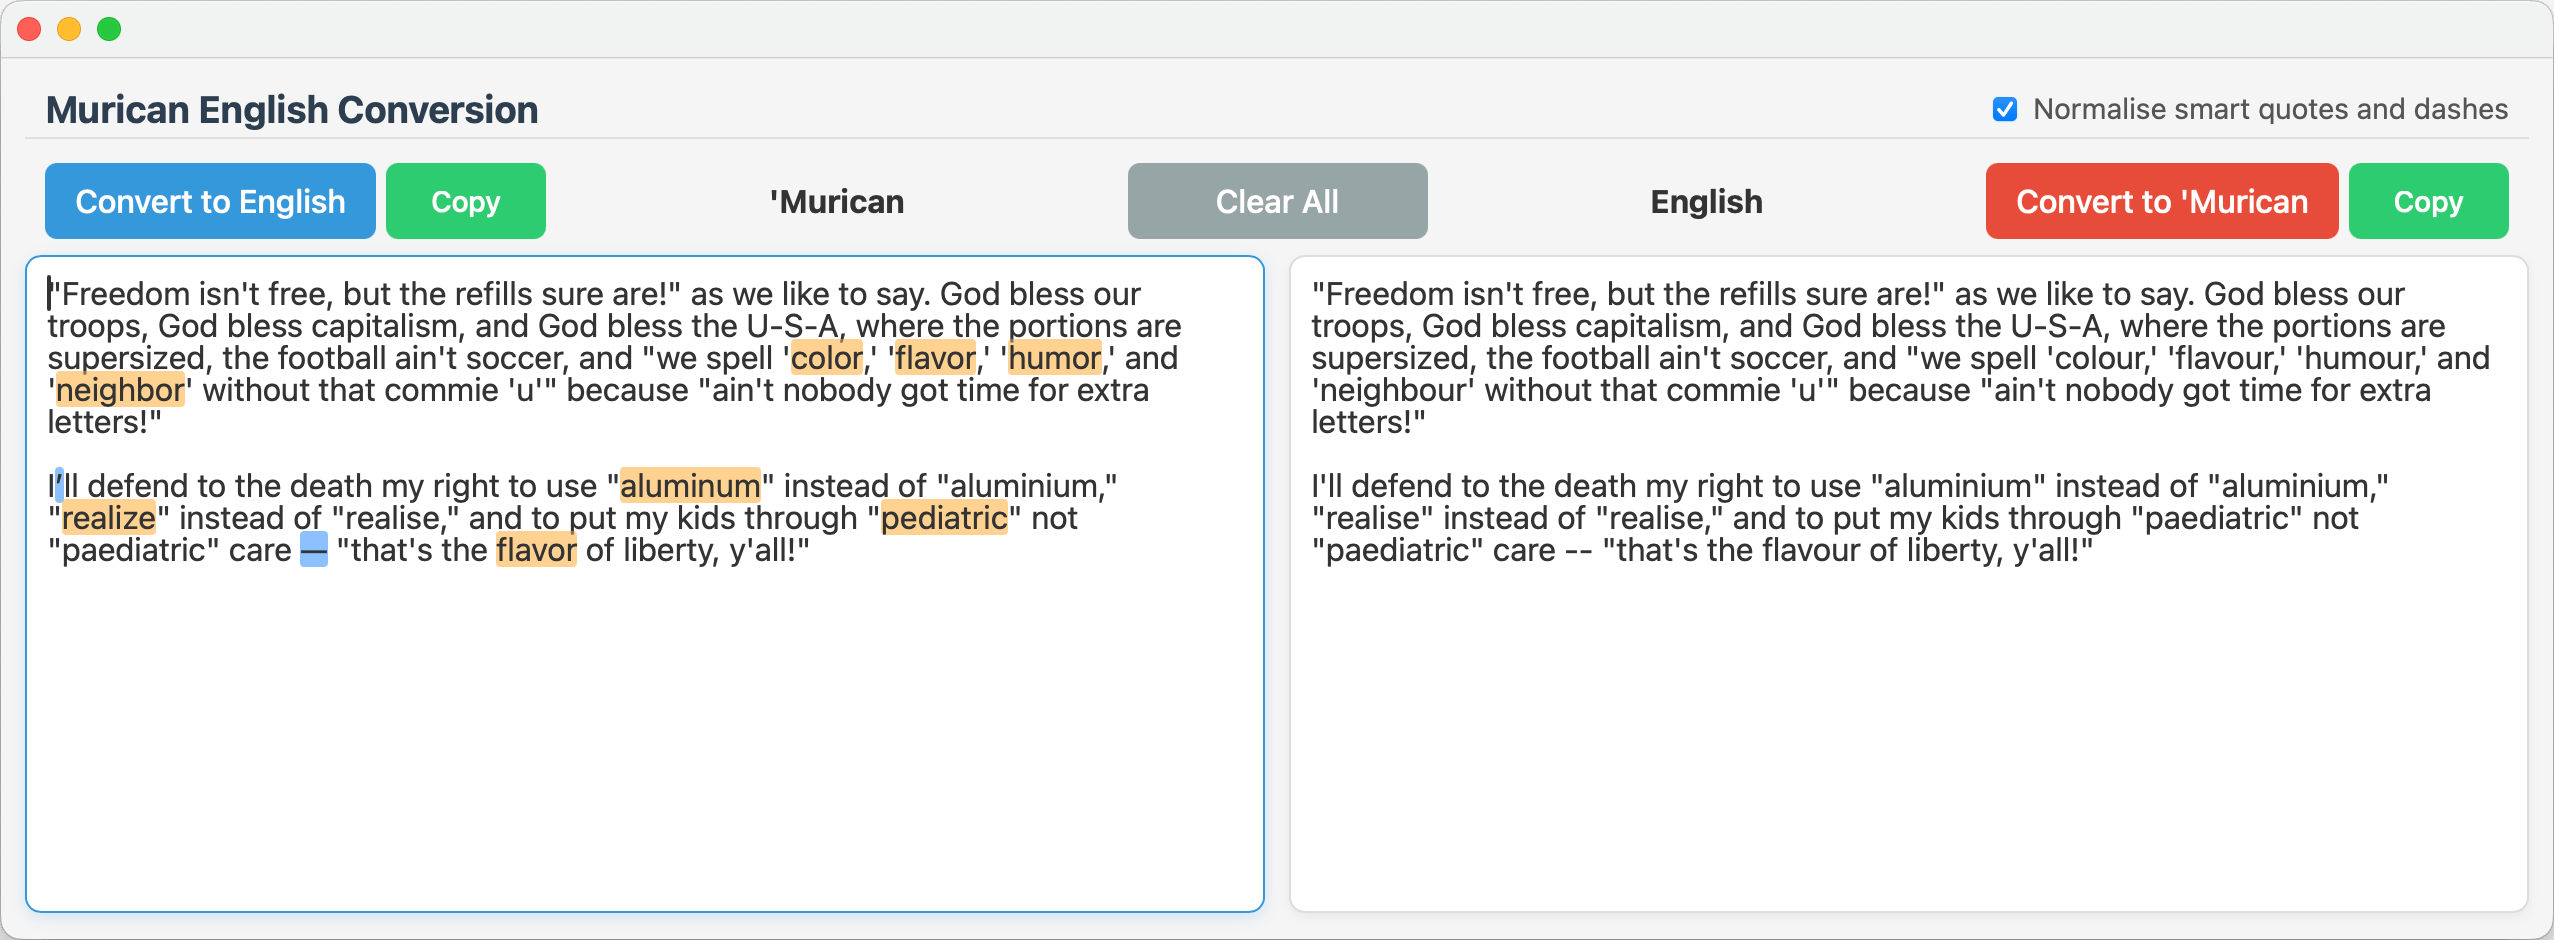 Murican English Conversion
Normalise smart quotes and dashes
Convert to English
Copy
'Murican
Clear All
English
Convert to 'Murican
Copy
"Freedom isn't free, but the refills sure are!" as we like to say. God bless our
troops, God bless capitalism, and God bless the U-S-A, where the portions are
supersized, the football ain't soccer, and "we spell 'color,' 'flavor,' 'humor,' and
'neighbor' without that commie 'u'" because "ain't nobody got time for extra
letters!"
I’ll defend to the death my right to use "aluminum" instead of "aluminium,"
"realize" instead of "realise," and to put my kids through "pediatric" not
"paediatric" care — "that's the flavor of liberty, y'all!"
"Freedom isn't free, but the refills sure are!" as we like to say. God bless our
troops, God bless capitalism, and God bless the U-S-A, where the portions are
supersized, the football ain't soccer, and "we spell 'colour,' 'flavour,' 'humour,' and
'neighbour' without that commie 'u'" because "ain't nobody got time for extra
letters!"
I'll defend to the death my right to use "aluminium" instead of "aluminium,"
"realise" instead of "realise," and to put my kids through "paediatric" not
"paediatric" care -- "that's the flavour of liberty, y'all!"